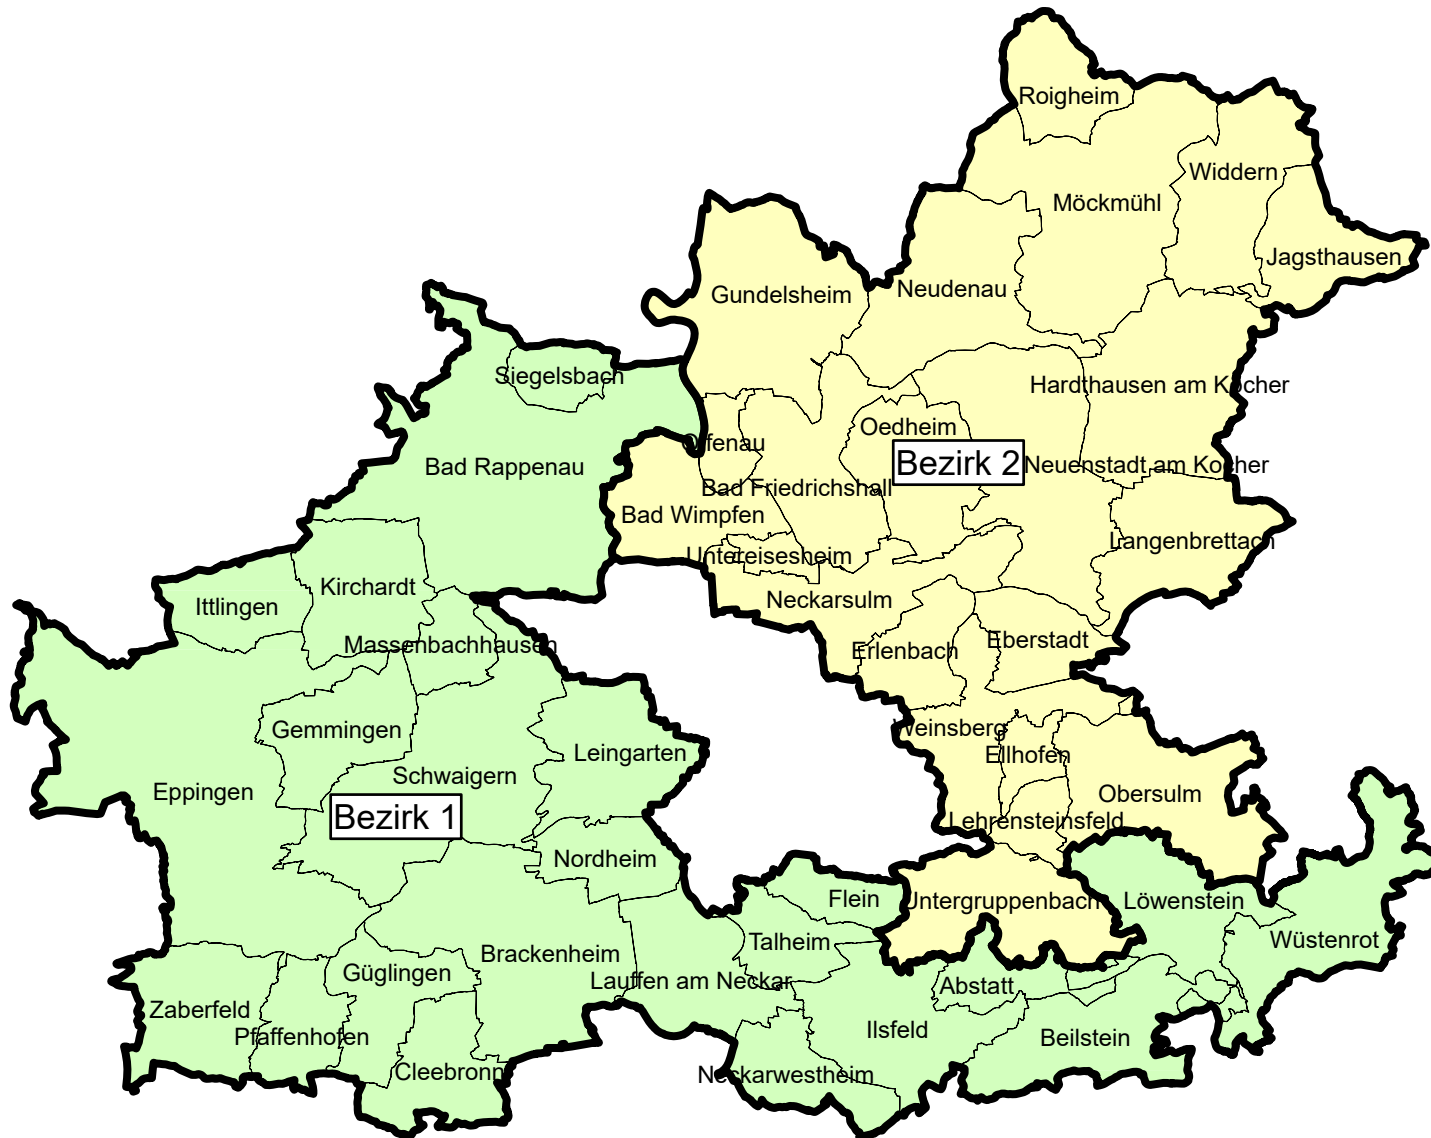 Roigheim
Widdern
Möckmühl
Jagsthausen
Neudenau
Gundelsheim
Siegelsbach
Hardthausen am Kocher
Oedheim
Offenau
Bezirk 2
Neuenstadt am Kocher
Bad Rappenau
Bad Friedrichshall
Bad Wimpfen
Langenbrettach
Untereisesheim
Kirchardt
Neckarsulm
Ittlingen
Eberstadt
Massenbachhausen
Erlenbach
Weinsberg
Gemmingen
Leingarten
Ellhofen
Schwaigern
Eppingen
Obersulm
Bezirk 1
Lehrensteinsfeld
Nordheim
Flein
Untergruppenbach
Löwenstein
Talheim
Wüstenrot
Brackenheim
Güglingen
Lauffen am Neckar
Abstatt
Zaberfeld
Ilsfeld
Pfaffenhofen
Beilstein
Cleebronn
Neckarwestheim